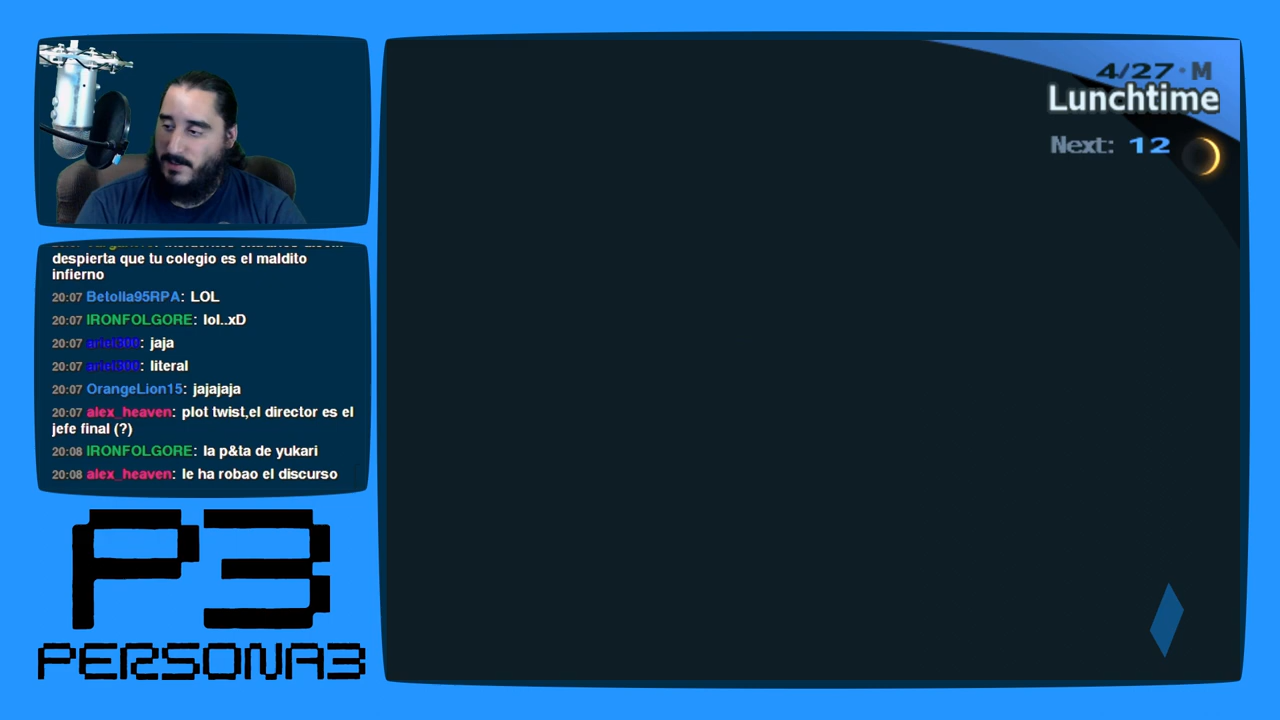 4/27·M
Lunchtime
Next: 12
despierta que tu colegio es el maldito
infierno
20:07 Betolla95RPA: LOL
20:07 IRONFOLGORE: lol..xD
20:07 : jaja
20:07 : literal
20:07 OrangeLion15: jajajaja
20:07 alex_heaven: plot twist,el director es el
jefe final (?)
20:08 IRONFOLGORE: la p&ta de yukari
20:08 alex_heaven: le ha robao el discurso
P3
PERSONA3